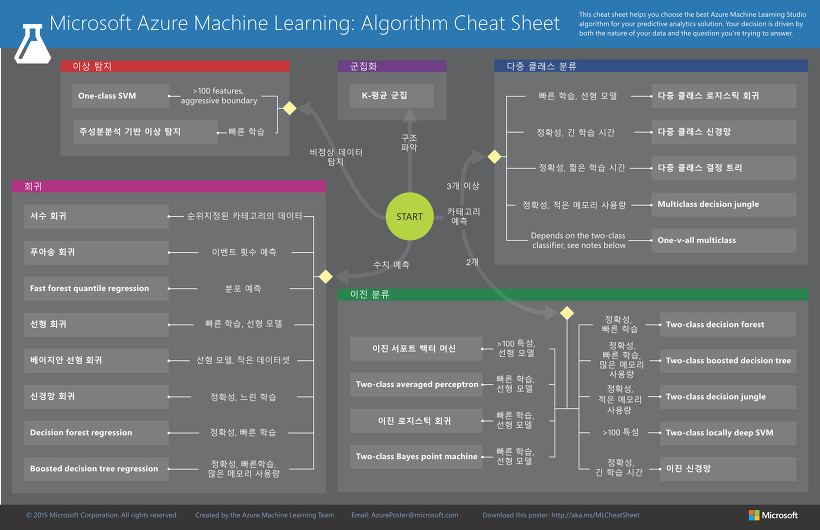 Microsoft Azure Machine Learning: Algorithm Cheat Sheet
This cheat sheet helps you choose the best Azure Machine Learning Studio
algorithm for your predictive analytics solution. Your decision is driven by
both the nature of your data and the question you're trying to answer.
이상 탐지
One-class SVM
>100 features,
aggressive boundary
주성분분석 기반 이상 탐지
빠른 학습
군집화
K-평균 군집
다중 클래스 분류
빠른 학습, 선형 모델
다중 클래스 로지스틱 회귀
정확성, 긴 학습 시간
다중 클래스 신경망
정확성, 짧은 학습 시간
다중 클래스 결정 트리
정확성, 적은 메모리 사용량
Multiclass decision jungle
Depends on the two-class
classifier, see notes below
One-v-all multiclass
비정상 데이터
탐지
구조
파악
3개 이상
START
카테고리
예측
수치 예측
2개
회귀
서수 회귀
순위지정된 카테고리의 데이터
푸아송 회귀
이벤트 횟수 예측
Fast forest quantile regression
분포 예측
선형 회귀
빠른 학습, 선형 모델
베이지안 선형 회귀
선형 모델, 작은 데이터셋
신경망 회귀
정확성, 느린 학습
Decision forest regression
정확성, 빠른 학습
Boosted decision tree regression
정확성, 빠른학습,
많은 메모리 사용량
이진 분류
이진 서포트 백터 머신
>100 특성,
선형 모델
Two-class averaged perceptron
빠른 학습,
선형 모델
이진 로지스틱 회귀
빠른 학습,
선형 모델
Two-class Bayes point machine
빠른 학습,
선형 모델
정확성,
빠른 학습
Two-class decision forest
정확성,
빠른 학습,
많은 메모리
사용량
Two-class boosted decision tree
정확성,
적은 메모리
사용량
Two-class decision jungle
>100 특성
Two-class locally deep SVM
정확성,
긴 학습 시간
이진 신경망
© 2015 Microsoft Corporation. All rights reserved.
Created by the Azure Machine Learning Team
Email: AzurePoster@microsoft.com
Download this poster: http://aka.ms/MLCheatSheet
Microsoft